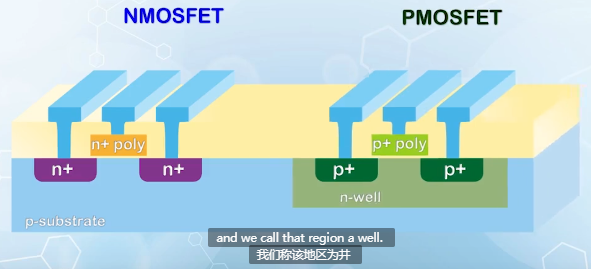 NMOSFET
PMOSFET
n+ poly
p+ poly
n+
n+
p+
p+
n-well
p-substrate
and we call that region a well.
我们称该地区为井